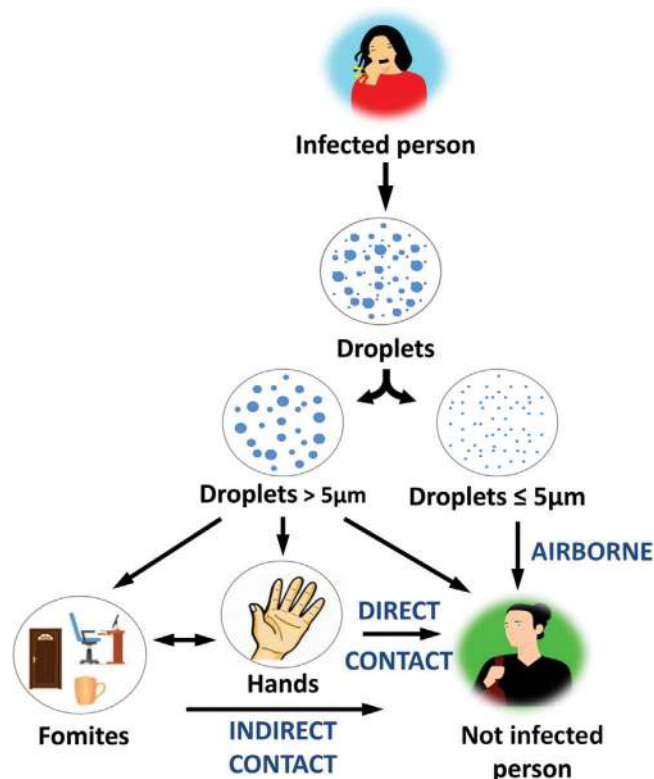 Infected person
Droplets
Droplets > 5µm
Droplets ≤ 5µm
AIRBORNE
DIRECT
CONTACT
Hands
Fomites
INDIRECT
CONTACT
Not infected
person